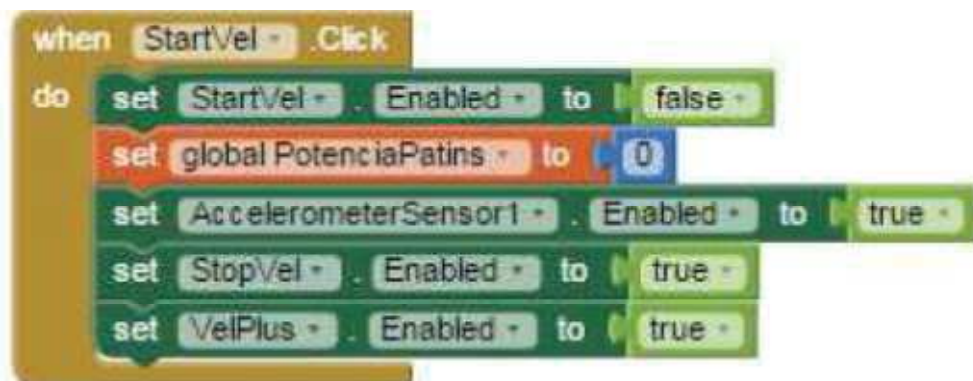 when StartVel .Click
do set StartVel . Enabled to false
set global PotenciaPatins to 0
set AccelerometerSensor1 . Enabled to true
set StopVel . Enabled to true
set VelPlus . Enabled to true